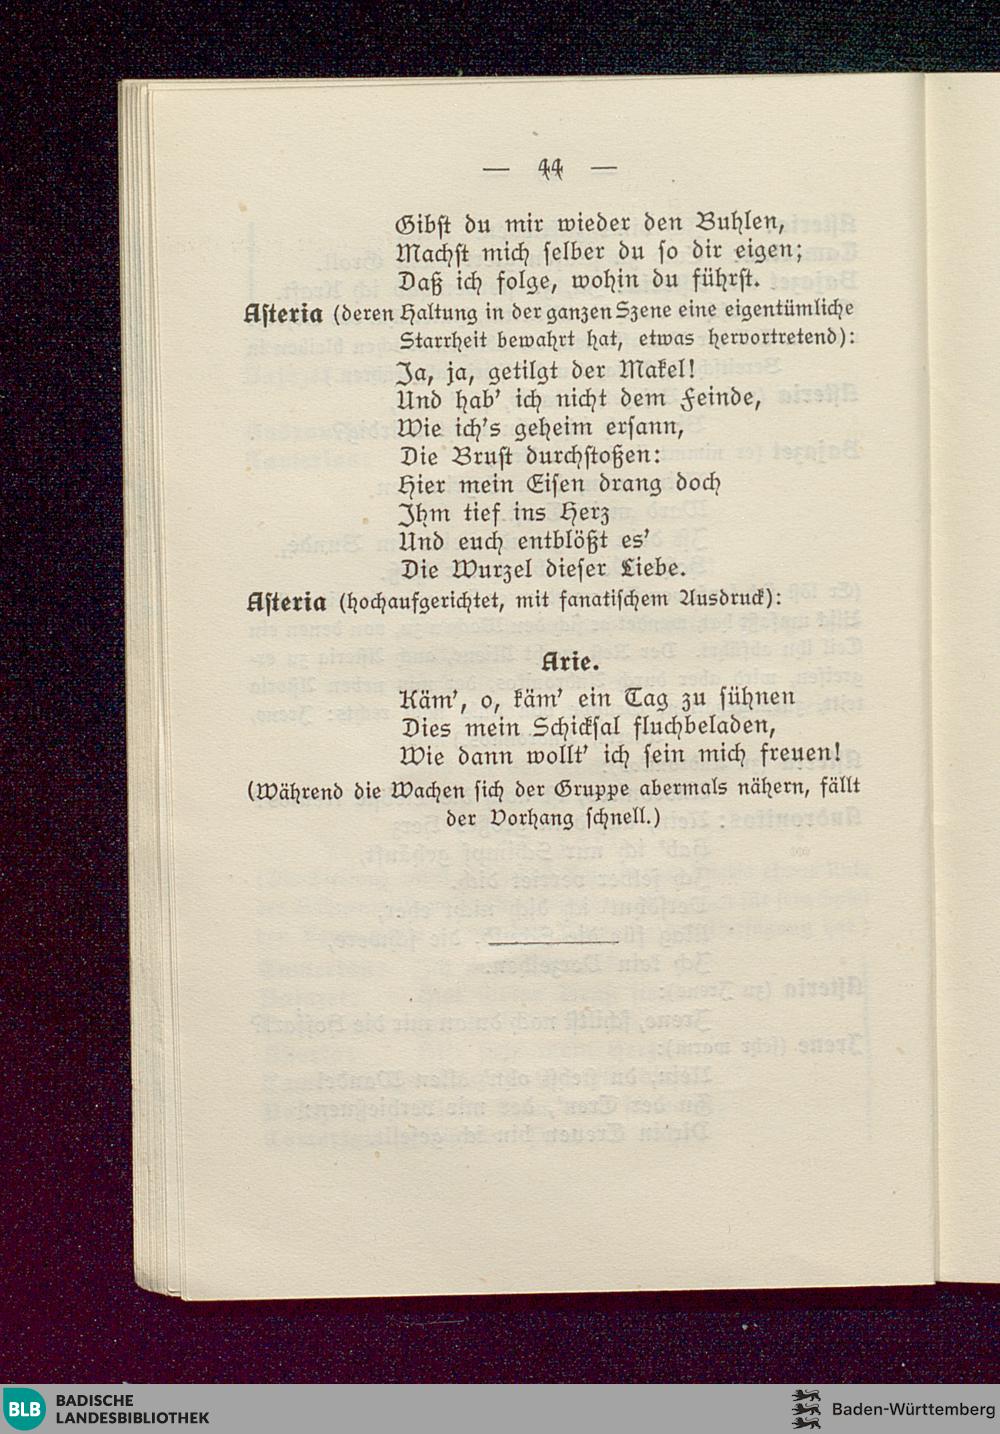 — 44 —
Gibst du mir wieder den Buhlen,
Machst mich selber du so dir eigen;
Daß ich folge, wohin du führst.
Asteria (deren Haltung in der ganzen Szene eine eigentümliche
Starrheit bewahrt hat, etwas hervortretend):
Ja, ja, getilgt der Makel!
Und hab' ich nicht dem Feinde,
Wie ich's geheim ersann,
Die Brust durchstoßen:
Hier mein Eisen drang doch
Ihm tief ins Herz
Und euch entblößt es'
Die Wurzel dieser Liebe.
Asteria (hochaufgerichtet, mit fanatischem Ausdruck):
Arie.
Käm', o, käm' ein Tag zu sühnen
Dies mein Schicksal fluchbeladen,
Wie dann wollt' ich sein mich freuen!
(Während die Wachen sich der Gruppe abermals nähern, fällt
der Vorhang schnell.)
BLB BADISCHE
LANDESBIBLIOTHEK
Baden-Württemberg